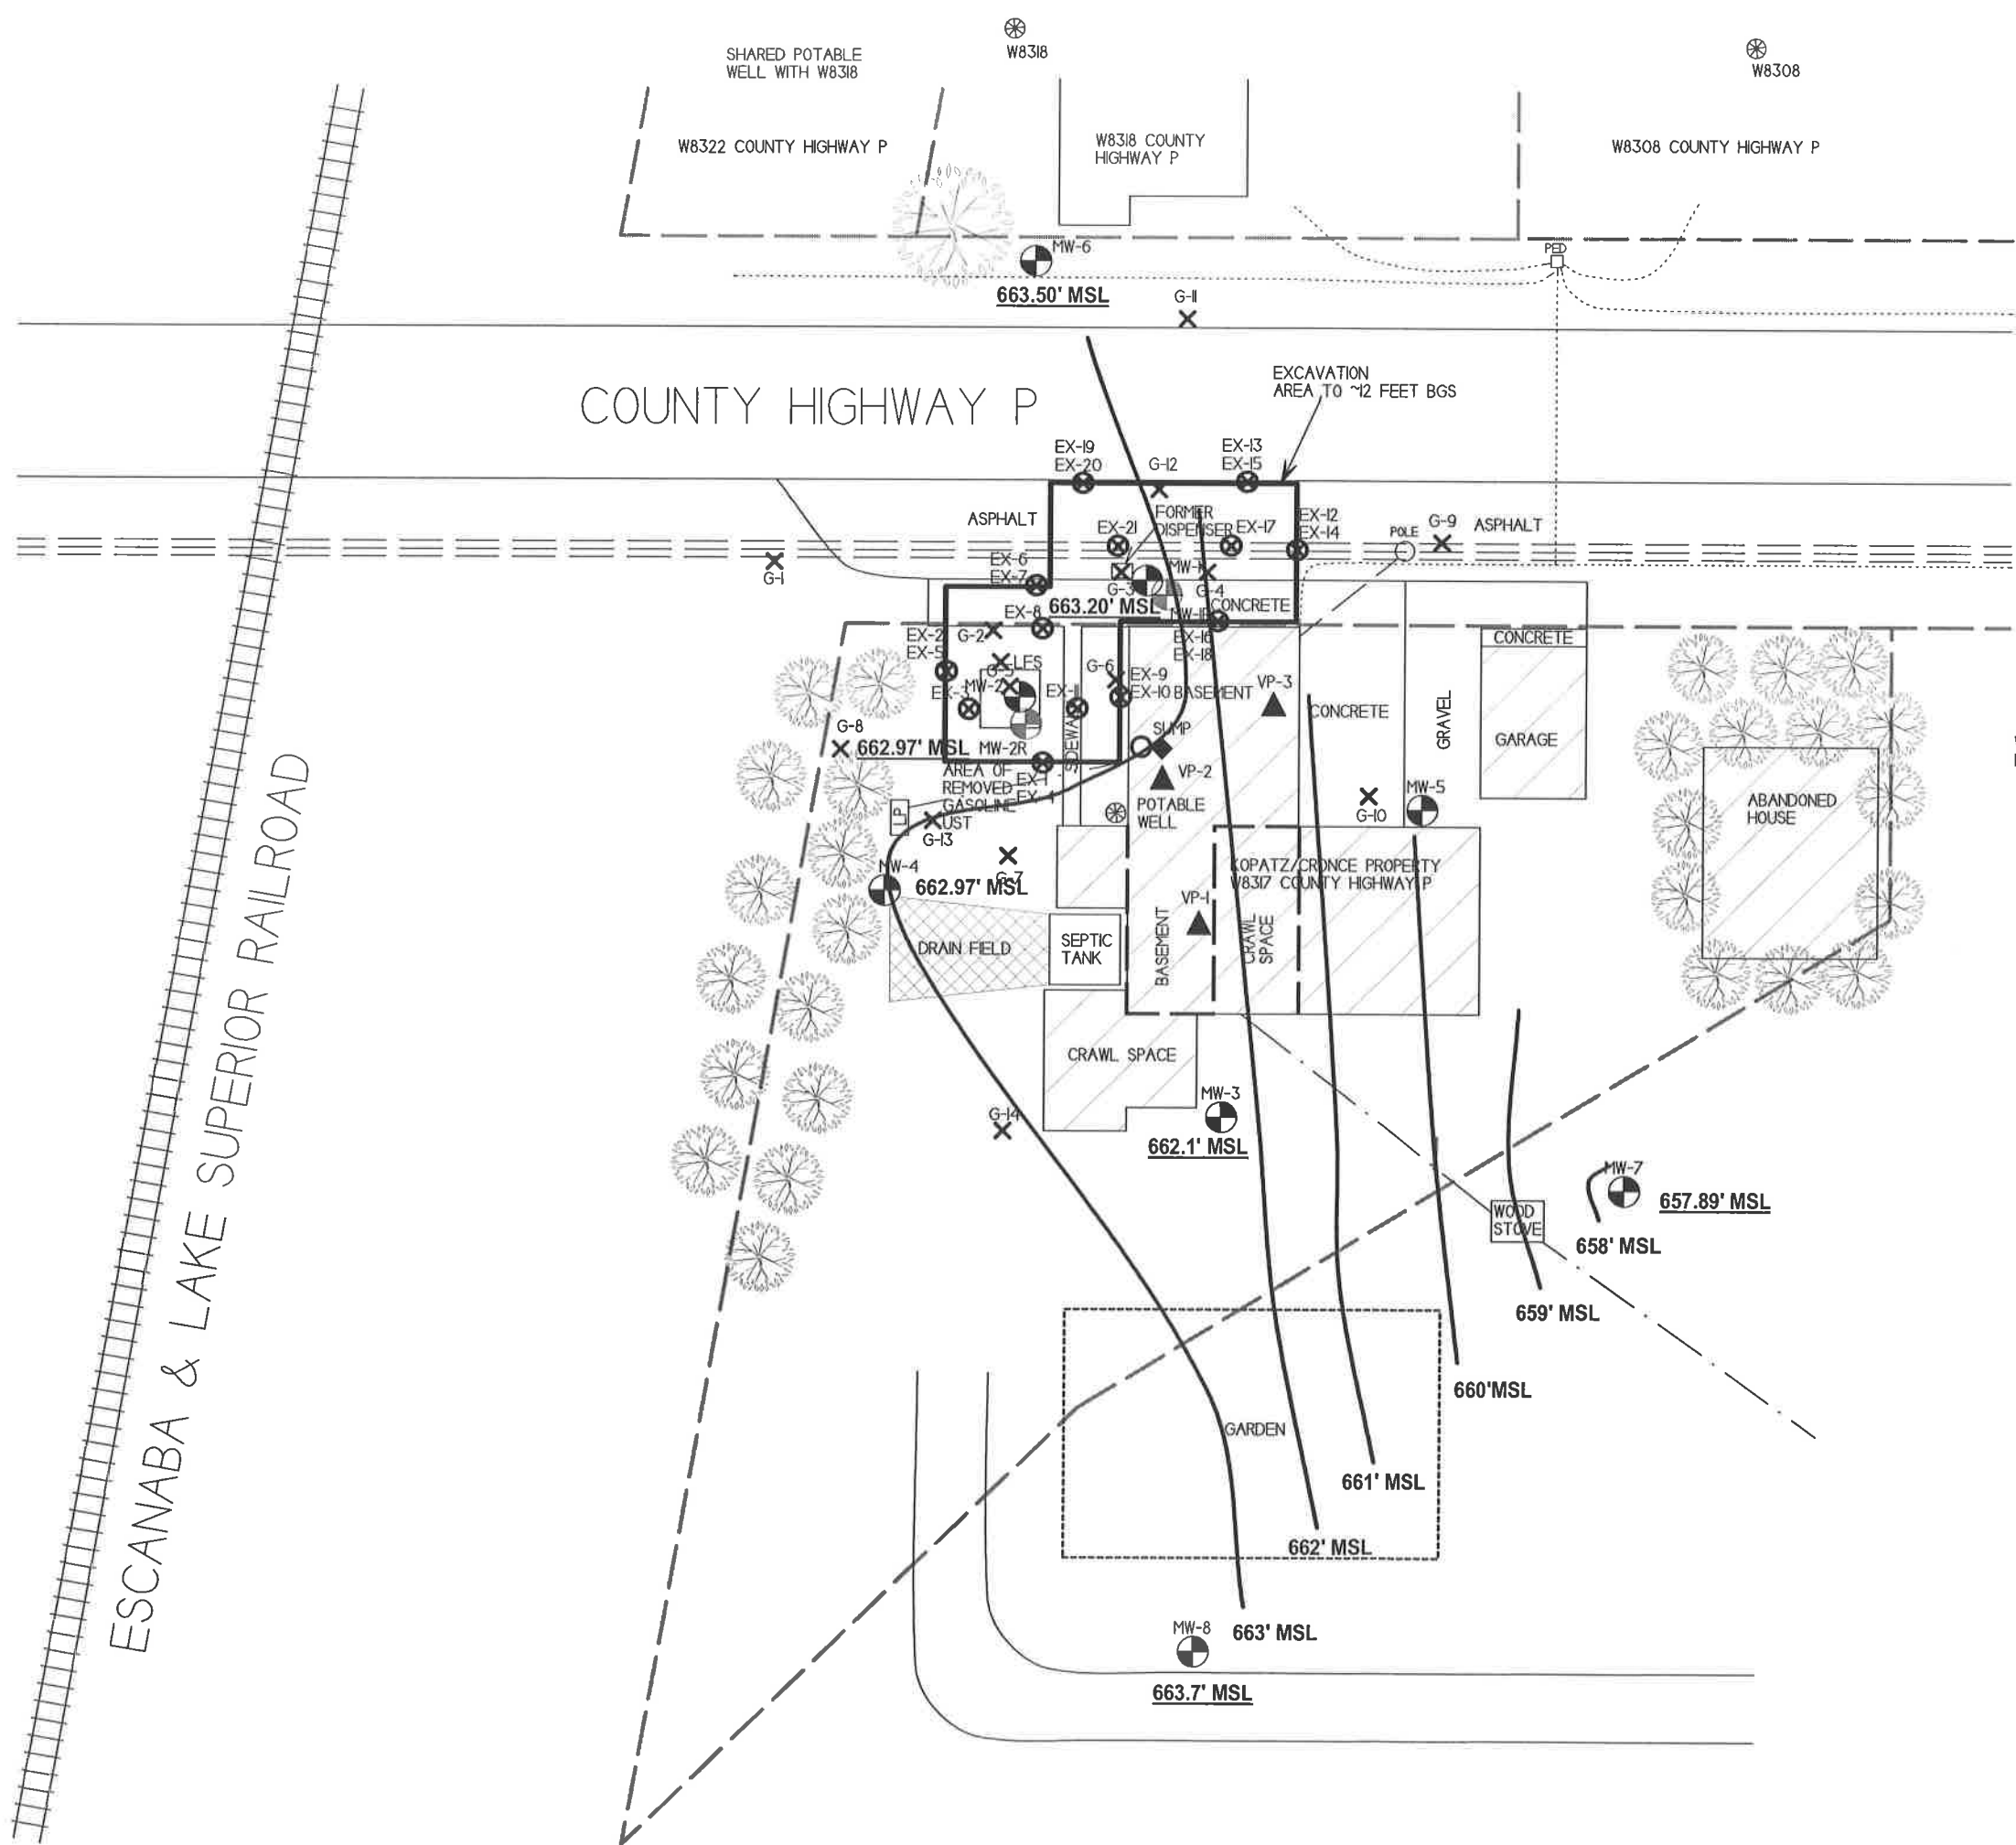 SHARED POTABLE
WELL WITH W8318
W8318
W8308
W8322 COUNTY HIGHWAY P
W8318 COUNTY
HIGHWAY P
W8308 COUNTY HIGHWAY P
MW-6
663.50' MSL
PED
G-11
COUNTY HIGHWAY P
EXCAVATION
AREA TO ~12 FEET BGS
EX-19
EX-20
G-12
EX-13
EX-15
ASPHALT
FORMER
DISPENSER
EX-21
EX-17
EX-12
EX-14
POLE
G-9
ASPHALT
G-1
EX-6
EX-7
G-3
MW-1
G-4
663.20' MSL
MW-1R
CONCRETE
EX-8
EX-2
EX-5
G-2
EX-16
EX-18
CONCRETE
G-5
G-6
EX-9
EX-10
BASEMENT
VP-3
MW-2
EX-3
EX-11
SIDEWALK
CONCRETE
GRAVEL
GARAGE
G-8
662.97' MSL
MW-2R
SUMP
VP-2
AREA OF
REMOVED
GASOLINE
UST
POTABLE
WELL
LP
G-13
G-10
MW-5
ABANDONED
HOUSE
MW-4
662.97' MSL
G-7
KOPATZ/CRONCE PROPERTY
W8317 COUNTY HIGHWAY P
VP-1
BASEMENT
CRAWL
SPACE
DRAIN FIELD
SEPTIC
TANK
CRAWL SPACE
G-14
MW-3
662.1' MSL
MW-7
657.89' MSL
WOOD
STOVE
658' MSL
659' MSL
660'MSL
GARDEN
661' MSL
662' MSL
663' MSL
MW-8
663.7' MSL
ESCANABA & LAKE SUPERIOR RAILROAD